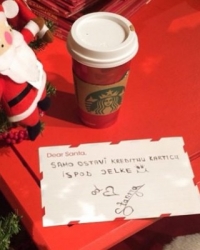 Dear Santa,
SAMO OSTAVI KREDITNU KARTICU
ISPOD JELKE